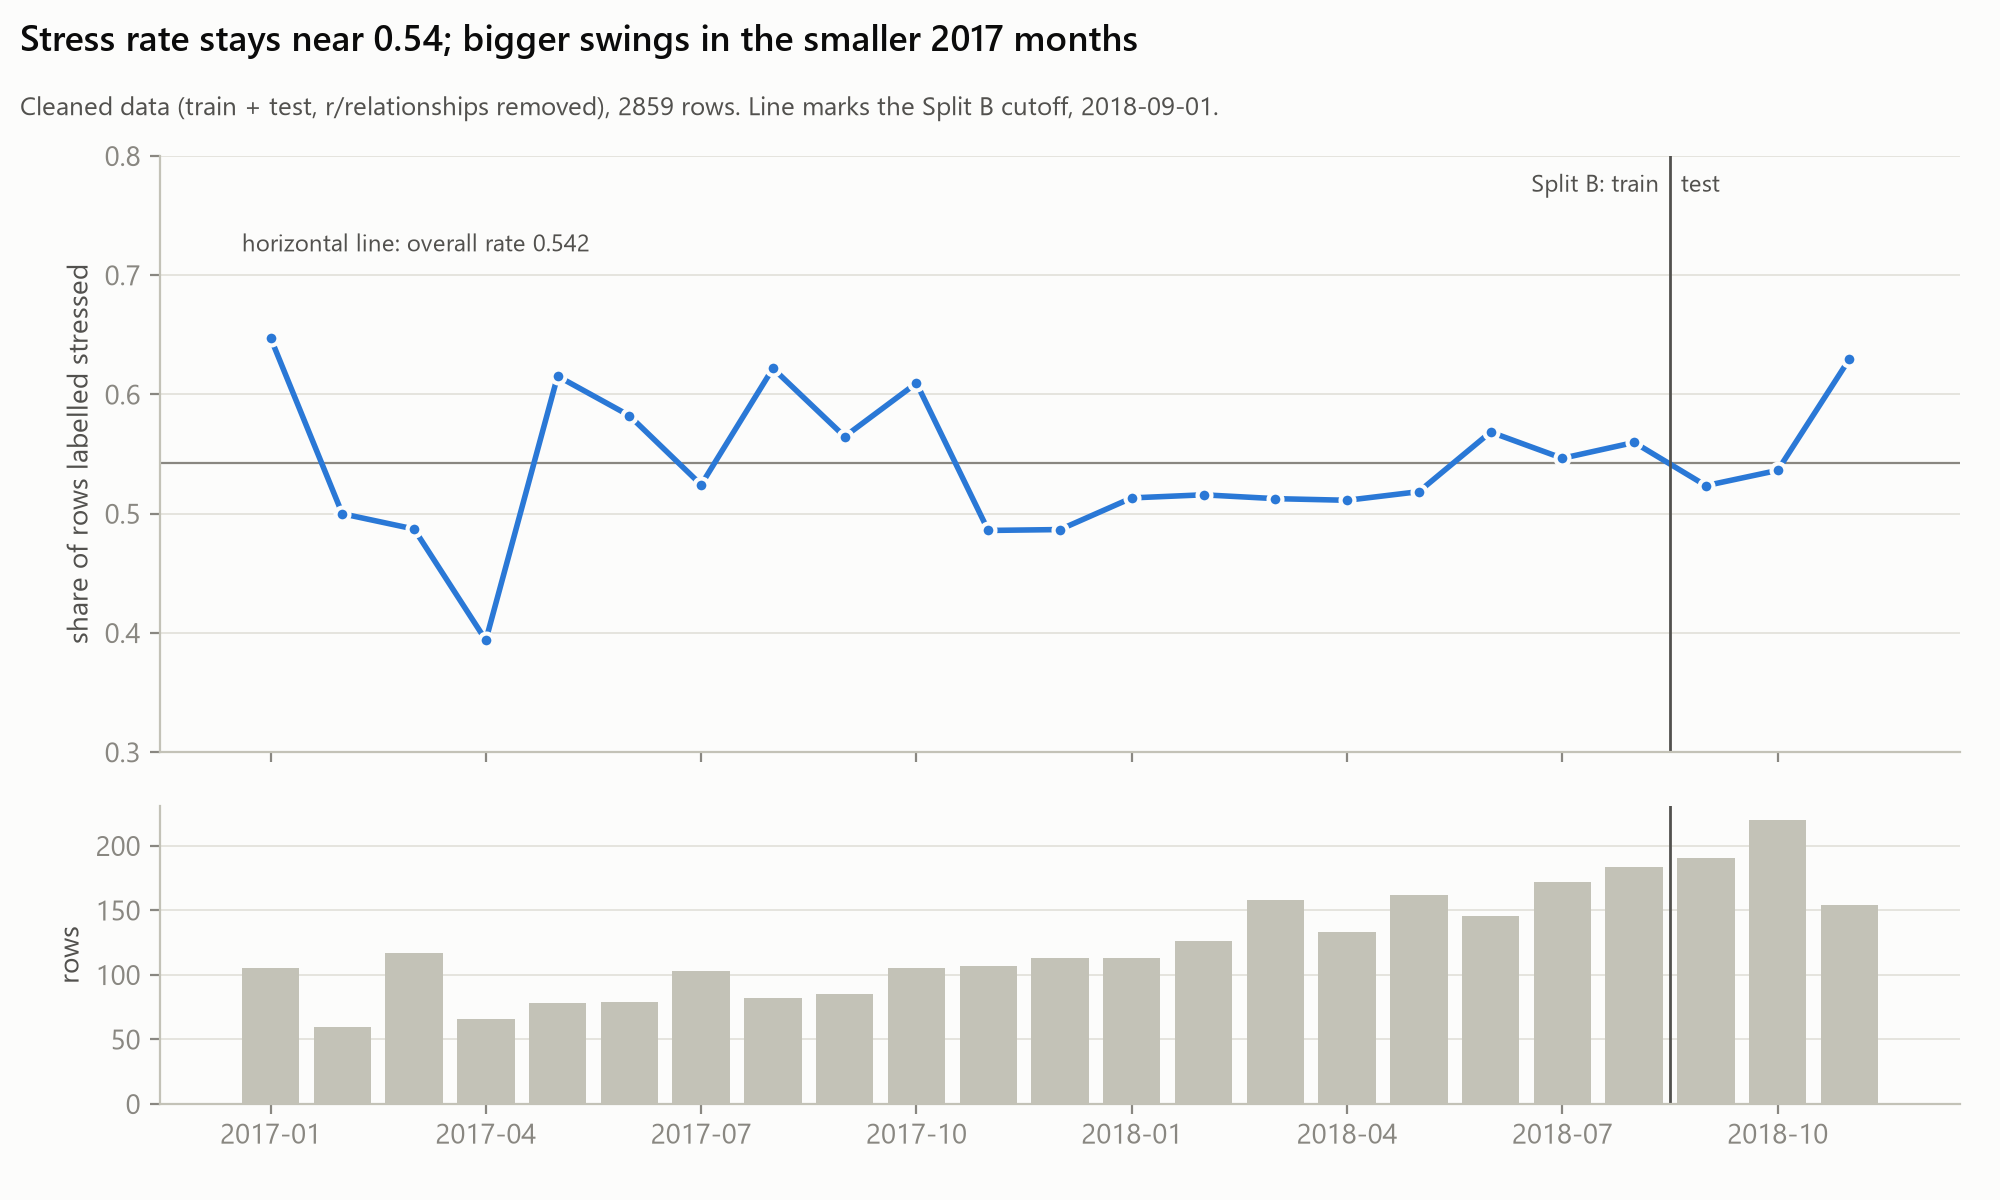 Stress rate stays near 0.54; bigger swings in the smaller 2017 months
Cleaned data (train + test, r/relationships removed), 2859 rows. Line marks the Split B cutoff, 2018-09-01.
0.8
Split B: train
test
horizontal line: overall rate 0.542
0.7
share of rows labelled stressed
0.6
0.5
0.4
0.3
200
150
rows
100
50
0
2017-01
2017-04
2017-07
2017-10
2018-01
2018-04
2018-07
2018-10